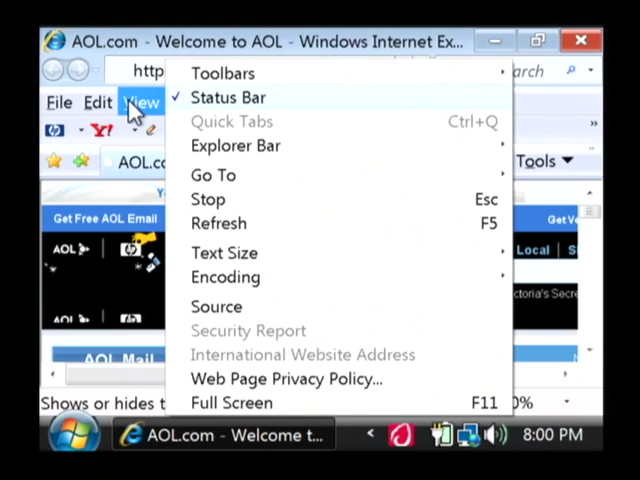 AOL.com - Welcome to AOL - Windows Internet Ex...
http
arch
File Edit View
Toolbars
Status Bar
Quick Tabs Ctrl+Q
Explorer Bar
Go To
Stop Esc
Refresh F5
Text Size
Encoding
Source
Security Report
International Website Address
Web Page Privacy Policy...
Full Screen F11
hp Y!
»
AOL.co
Tools
Get Free AOL Email
AOL hp
Local
ctoria's Secre
AOL Mail
Shows or hides t
0%
AOL.com - Welcome t...
8:00 PM